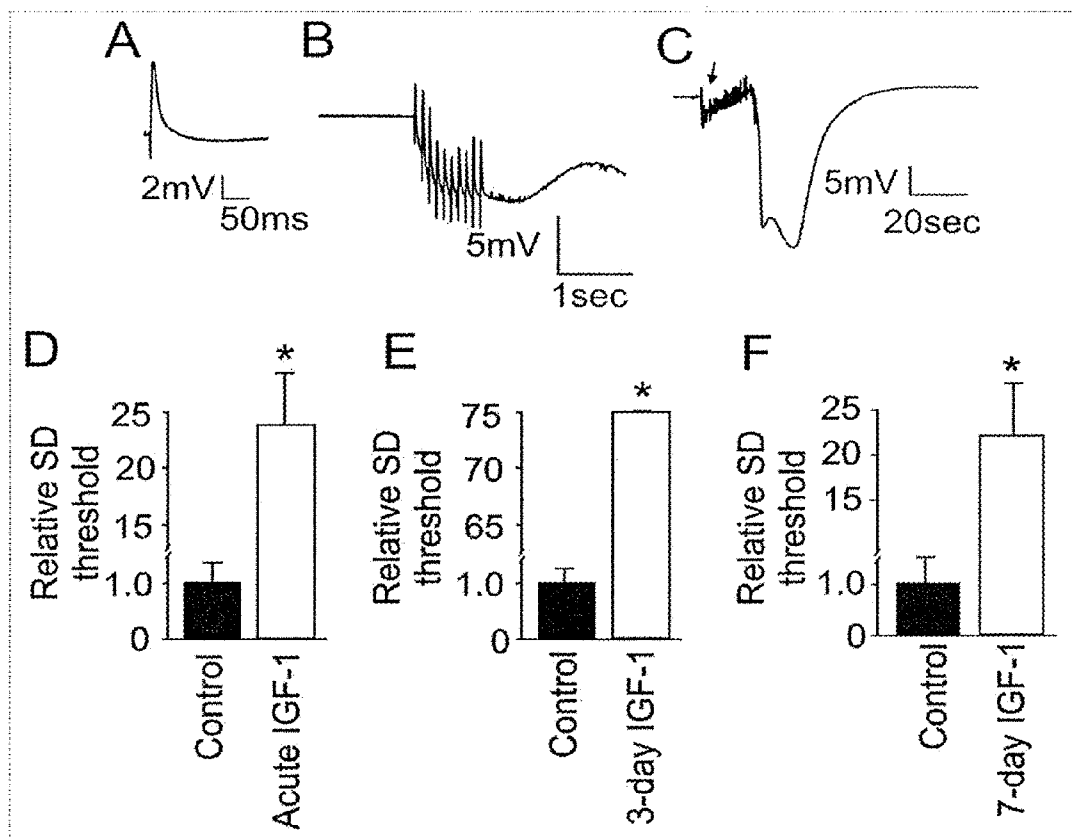 A
B
C
2mV
50ms
5mV
1sec
5mV
20sec
D
E
F
*
*
*
Relative SD
threshold
25
20
15
1.0
0
Control
Acute IGF-1
Relative SD
threshold
75
70
65
1.0
0
Control
3-day IGF-1
Relative SD
threshold
25
20
15
1.0
0
Control
7-day IGF-1